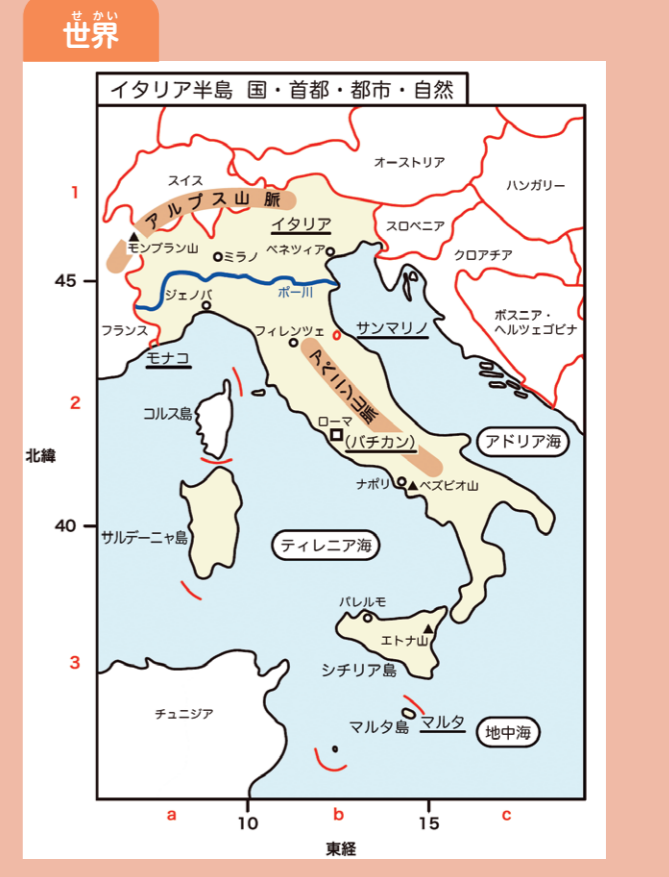 せかい
世界
イタリア半島 国・首都・都市・自然
オーストリア
スイス
ハンガリー
1
アルプス山脈
イタリア
スロベニア
モンブラン山
ミラノ
ベネツィア
クロアチア
45
ジェノバ
ポー川
ボスニア・
ヘルツェゴビナ
フランス
フィレンツェ
サンマリノ
モナコ
アペニン山脈
2
コルス島
ローマ
(バチカン)
アドリア海
北緯
ナポリ
ベズビオ山
40
サルデーニャ島
ティレニア海
パレルモ
エトナ山
3
シチリア島
チュニジア
マルタ島
マルタ
地中海
a
b
c
10
15
東経